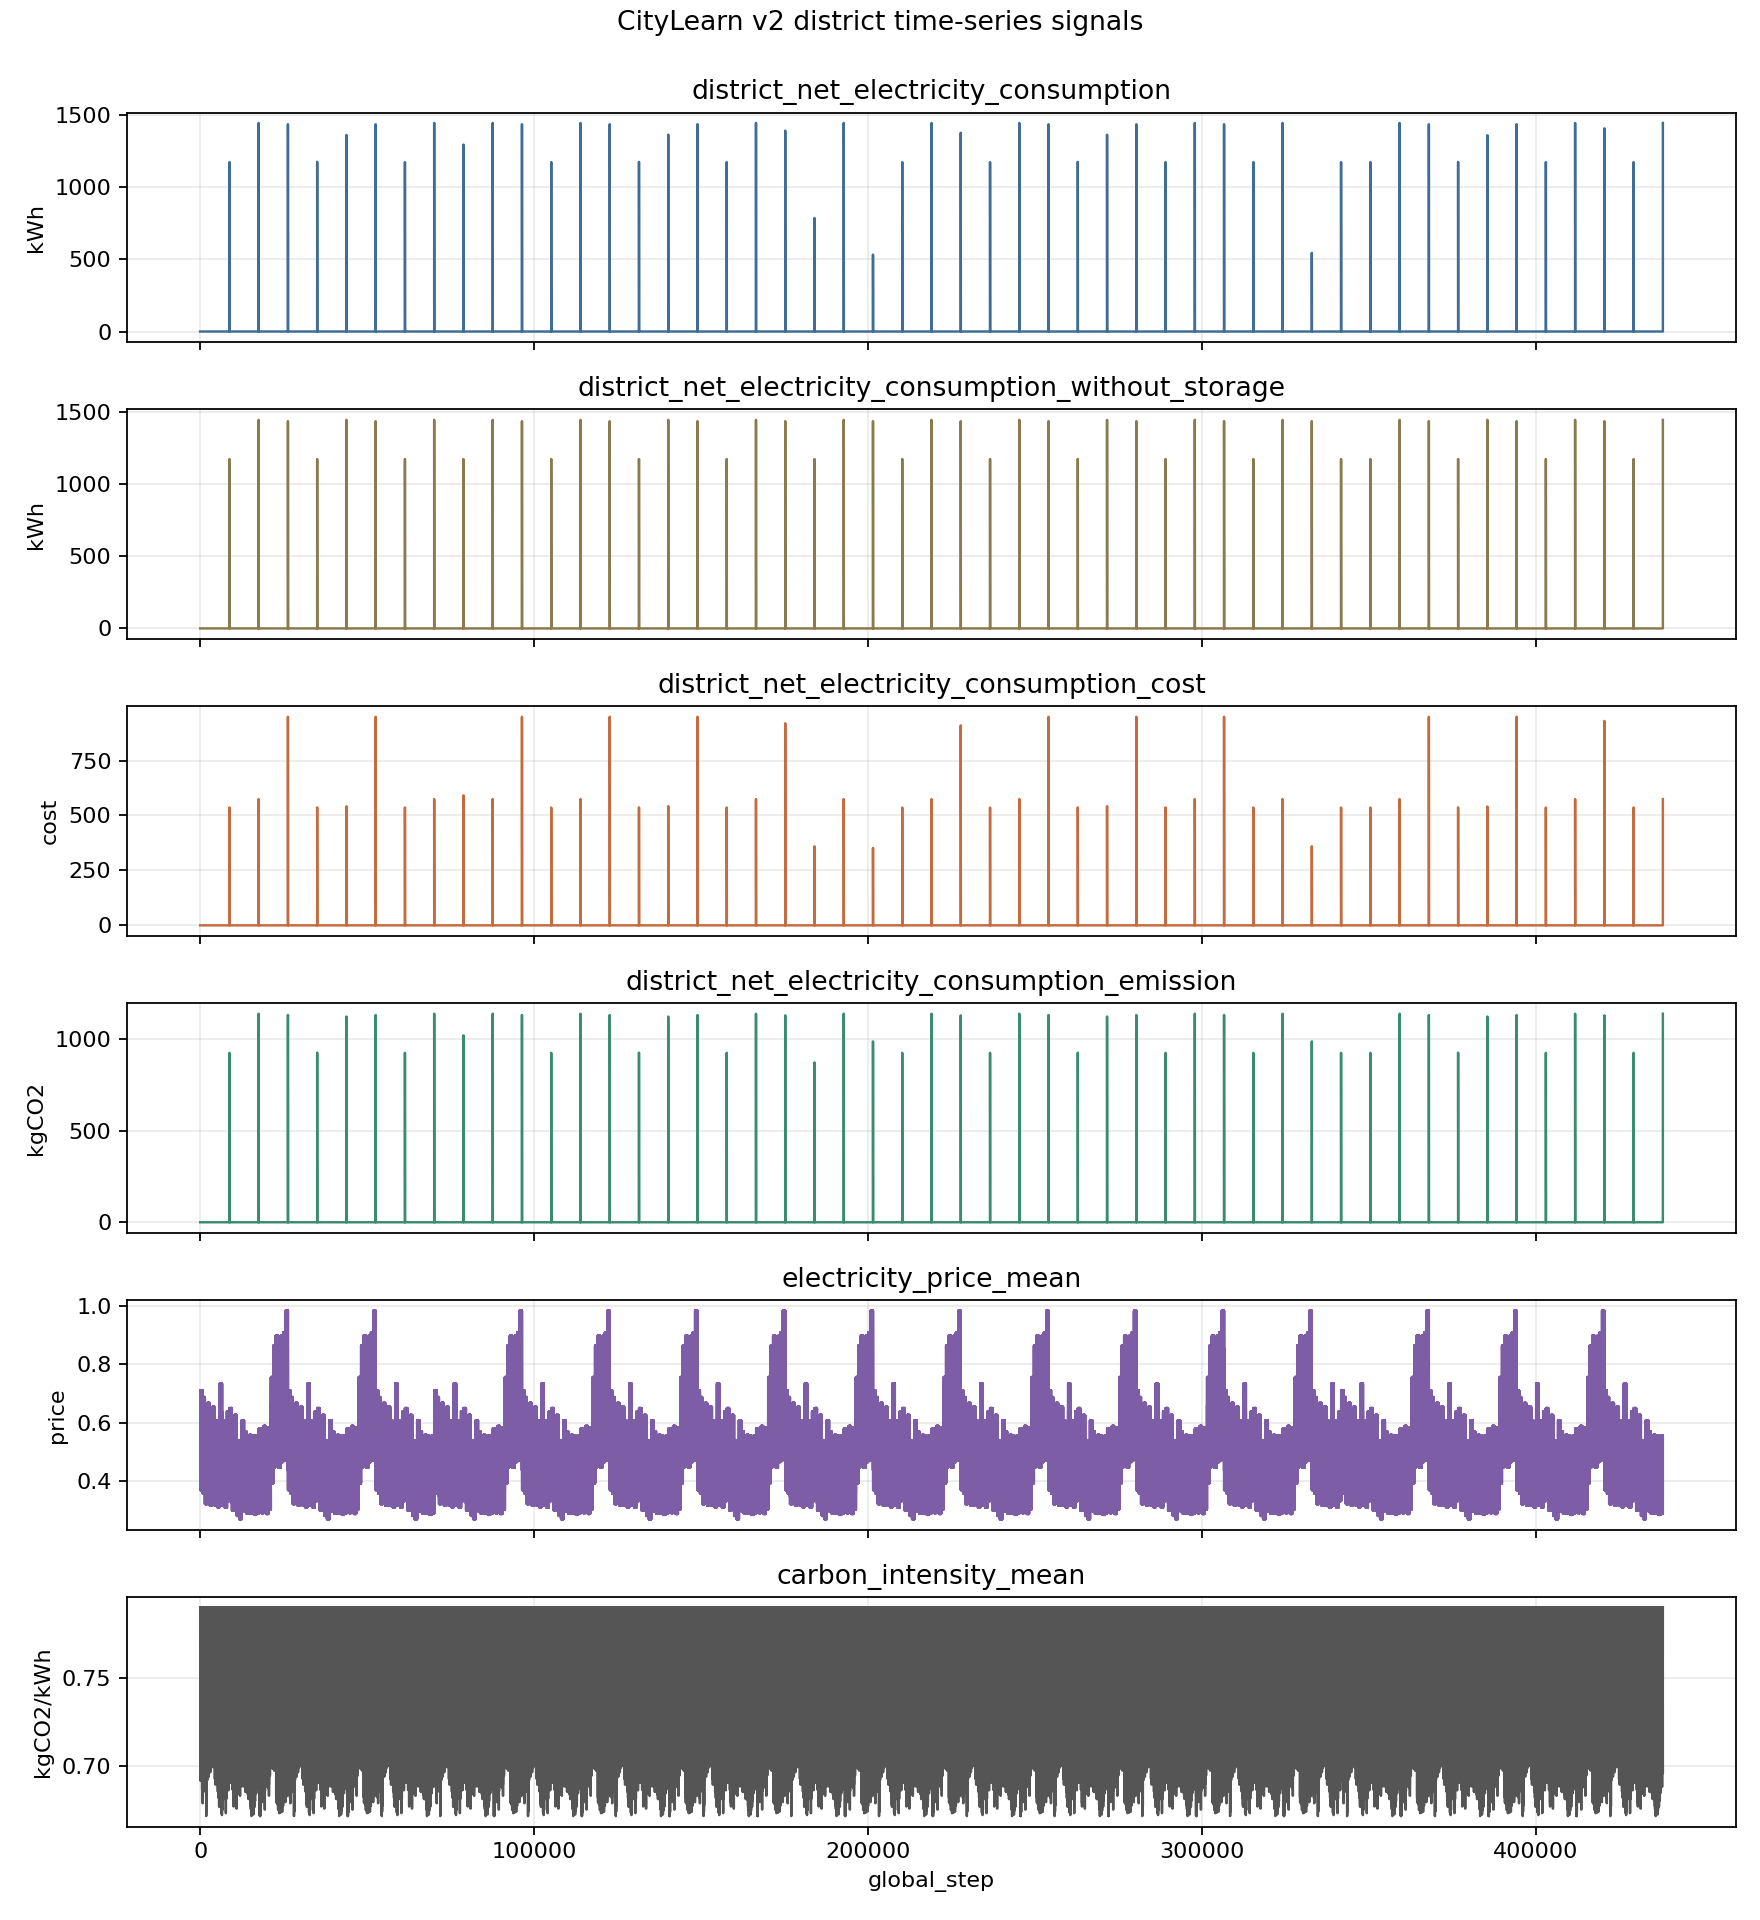 CityLearn v2 district time-series signals
district_net_electricity_consumption
1500
1000
500
0
kWh
district_net_electricity_consumption_without_storage
1500
1000
500
0
kWh
district_net_electricity_consumption_cost
750
500
250
0
cost
district_net_electricity_consumption_emission
1000
500
0
kgCO2
electricity_price_mean
1.0
0.8
0.6
0.4
price
carbon_intensity_mean
0.75
0.70
kgCO2/kWh
0 100000 200000 300000 400000
global_step